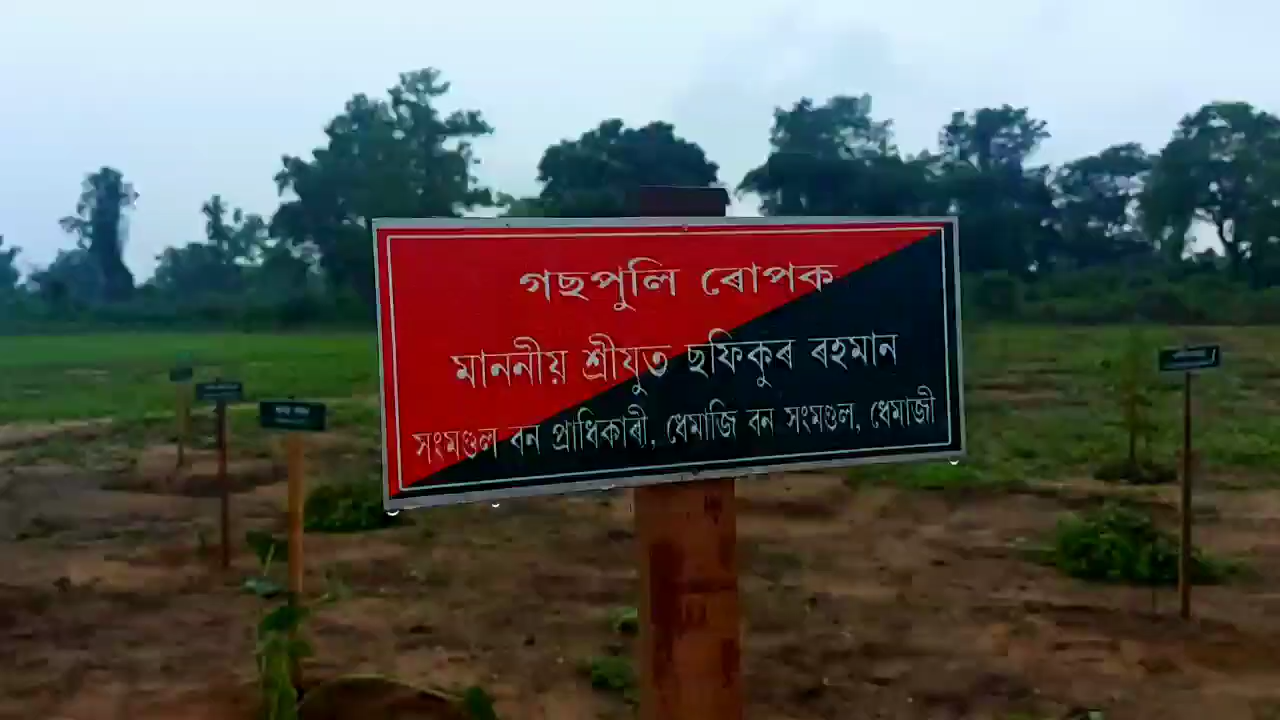 গছপুলি ৰোপক
মাননীয় শ্ৰীযুত ছফিকুৰ ৰহমান
সংমণ্ডল বন প্ৰাধিকাৰী, ধেমাজি বন সংমণ্ডল, ধেমাজী